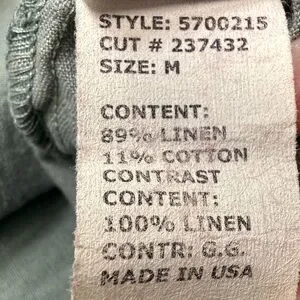 STYLE: 5700215
CUT # 237432
SIZE: M
CONTENT:
89% LINEN
11% COTTON
CONTRAST
CONTENT:
100% LINEN
CONTR: G.G.
MADE IN USA